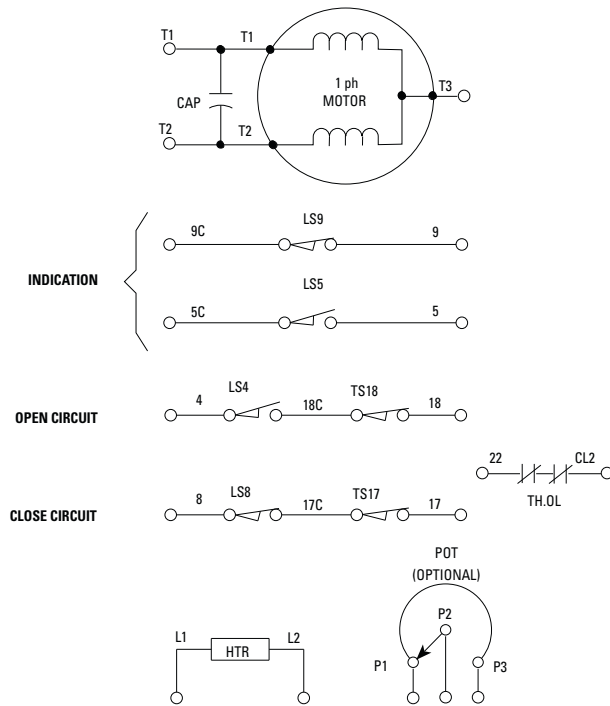 T1 T1
1 ph
MOTOR
T3
CAP
T2 T2
LS9
9C 9
INDICATION
LS5
5C 5
LS4 TS18
4 18C 18
OPEN CIRCUIT
22 CL2
TH.OL
LS8 TS17
8 17C 17
CLOSE CIRCUIT
POT
(OPTIONAL)
P2
L1 HTR L2
P1 P3